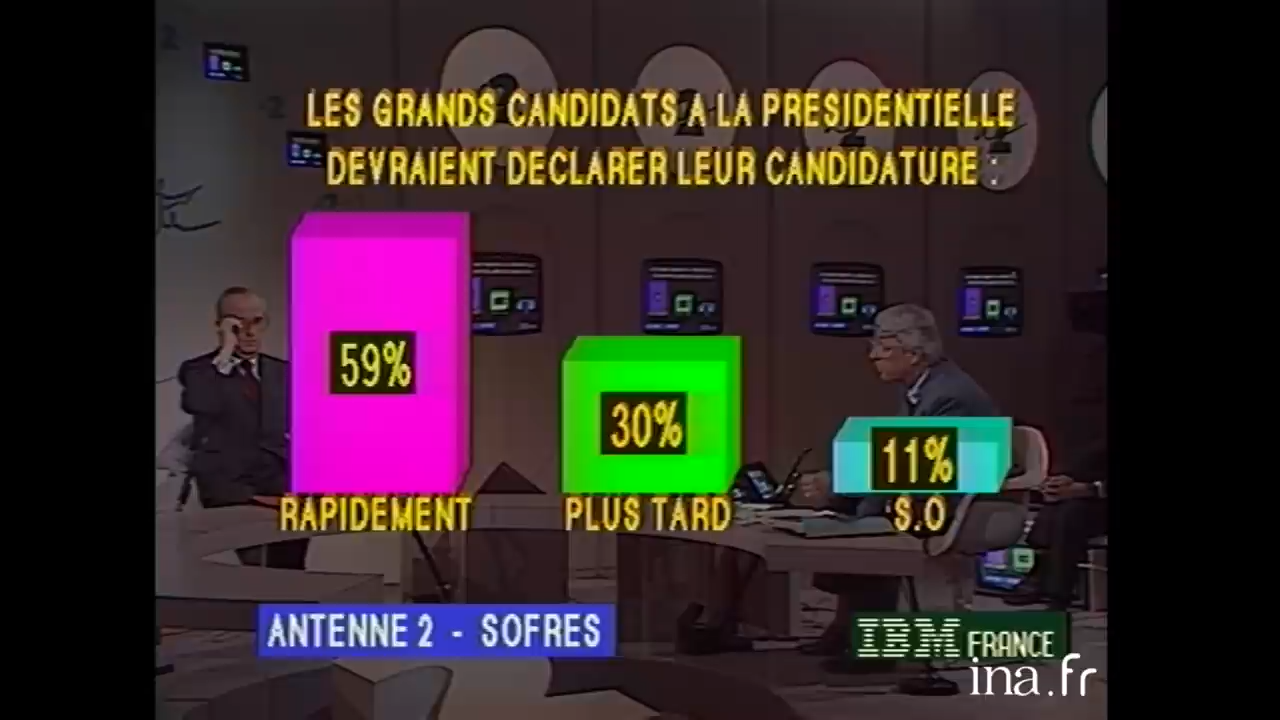 LES GRANDS CANDIDATS A LA PRESIDENTIELLE
DEVRAIENT DECLARER LEUR CANDIDATURE :
59%
30%
11%
RAPIDEMENT
PLUS TARD
S.O
ANTENNE 2 - SOFRES
IBM FRANCE
ina.fr